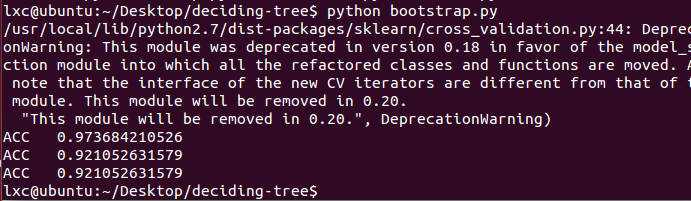 lxc@ubuntu:~/Desktop/deciding-tree$ python bootstrap.py
/usr/local/lib/python2.7/dist-packages/sklearn/cross_validation.py:44: Deprec
onWarning: This module was deprecated in version 0.18 in favor of the model_s
ction module into which all the refactored classes and functions are moved. A
 note that the interface of the new CV iterators are different from that of t
 module. This module will be removed in 0.20.
  "This module will be removed in 0.20.", DeprecationWarning)
ACC   0.973684210526
ACC   0.921052631579
ACC   0.921052631579
lxc@ubuntu:~/Desktop/deciding-tree$